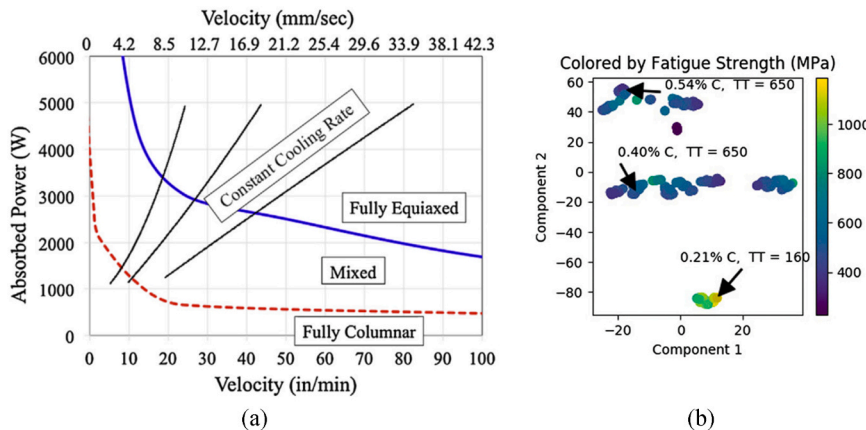 Velocity (mm/sec)
0 4.2 8.5 12.7 16.9 21.2 25.4 29.6 33.9 38.1 42.3
Absorbed Power (W)
6000
5000
4000
3000
2000
1000
0
Constant Cooling Rate
Fully Equiaxed
Mixed
Fully Columnar
0 10 20 30 40 50 60 70 80 90 100
Velocity (in/min)
(a)
Colored by Fatigue Strength (MPa)
Component 2
60
40
20
0
−20
−40
−60
−80
0.54% C, TT = 650
0.40% C, TT = 650
0.21% C, TT = 160
−20 0 20
Component 1
1000
800
600
400
(b)